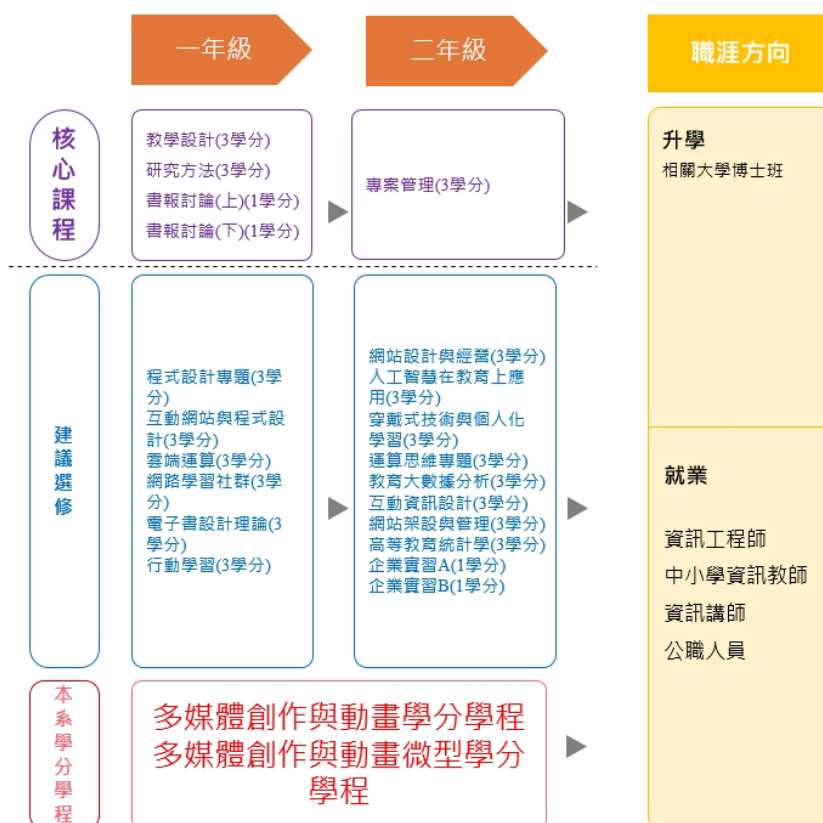 一年級
二年級
職涯方向
核
心
課
程
教學設計(3學分)
研究方法(3學分)
書報討論(上)(1學分)
書報討論(下)(1學分)
專案管理(3學分)
升學
相關大學博士班
建
議
選
修
程式設計專題(3學
分)
互動網站與程式設
計(3學分)
雲端運算(3學分)
網路學習社群(3學
分)
電子書設計理論(3
學分)
行動學習(3學分)
網站設計與經營(3學分)
人工智慧在教育上應
用(3學分)
穿戴式技術與個人化
學習(3學分)
運算思維專題(3學分)
教育大數據分析(3學分)
互動資訊設計(3學分)
網站架設與管理(3學分)
高等教育統計學(3學分)
企業實習A(1學分)
企業實習B(1學分)
就業
資訊工程師
中小學資訊教師
資訊講師
公職人員
本
系
學
分
學
程
多媒體創作與動畫學分學程
多媒體創作與動畫微型學分
學程